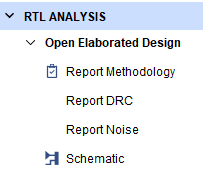 RTL ANALYSIS
Open Elaborated Design
Report Methodology
Report DRC
Report Noise
Schematic